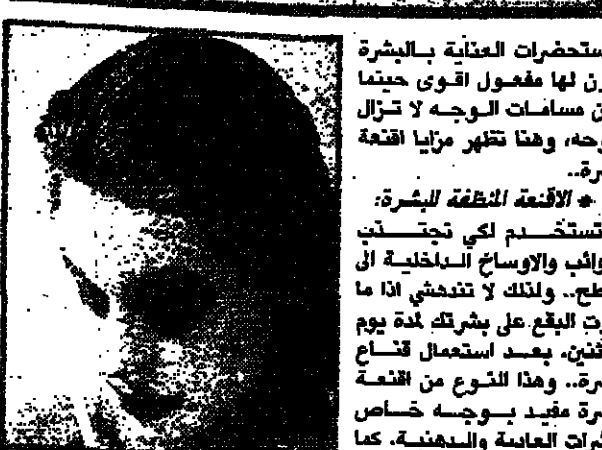 ستحضرات العناية بالبشرة
ون لها مفعول اقوى حينما
ن مسامات الوجه لا تزال
وحه، وهنا تظهر مزايا اقنعة
رة..
* الاقنعة المنظفة للبشرة:
تستخدم لكي تجتذب
وائب والاوساخ الداخلية الى
طح.. ولذلك لا تندهشي اذا ما
رت البقع على بشرتك لمدة يوم
ثنين، بعد استعمال قناع
رة.. وهذا النوع من اقنعة
رة مفيد بوجه خاص
رات العادية والدهنية، كما